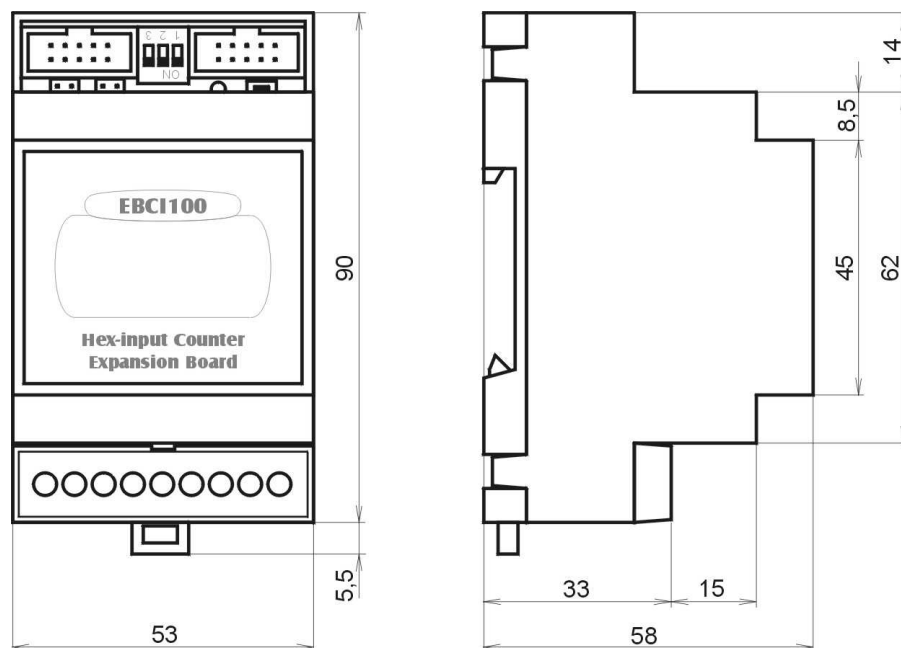 1 2 3
ON
EBCI100
Hex-input Counter
Expansion Board
90
5,5
53
14
8,5
45
62
33
15
58